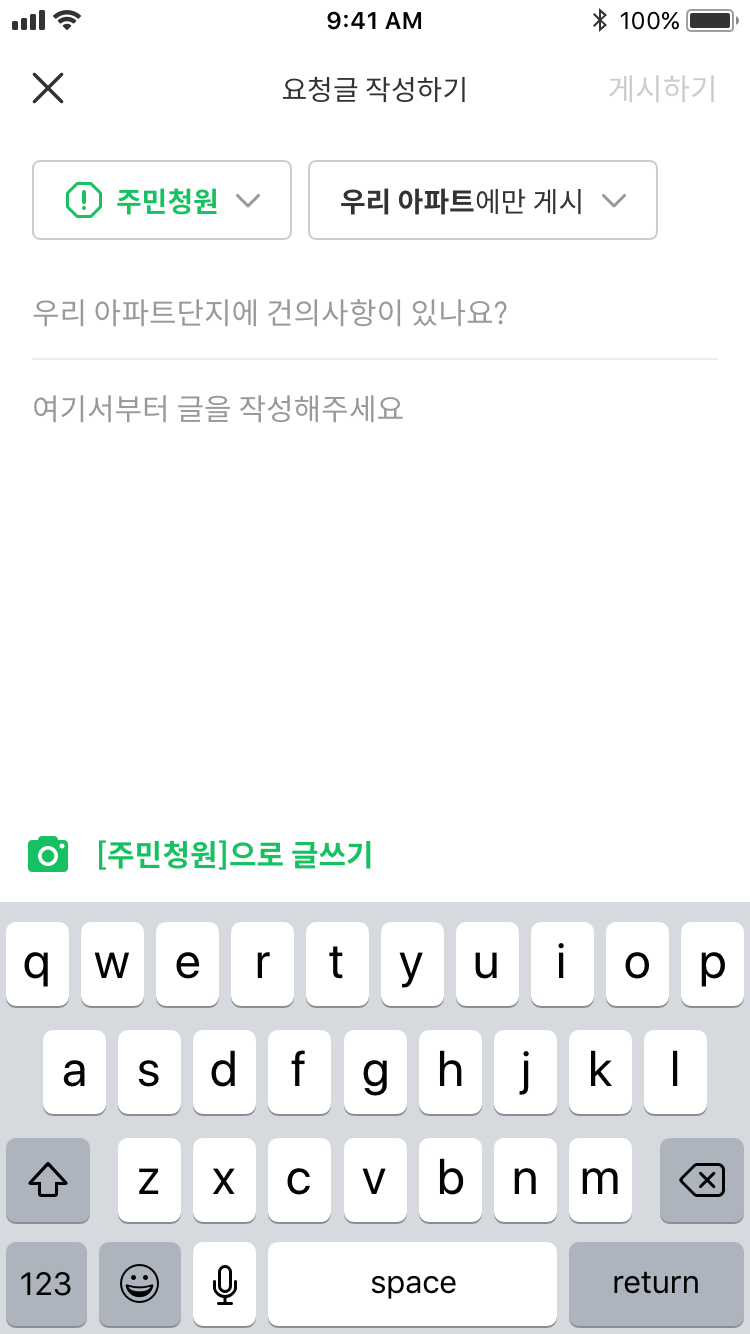 9:41 AM 100%
요청글 작성하기 게시하기
주민청원 우리 아파트에만 게시
우리 아파트단지에 건의사항이 있나요?
여기서부터 글을 작성해주세요
[주민청원]으로 글쓰기
q w e r t y u i o p
a s d f g h j k l
z x c v b n m
123 space return